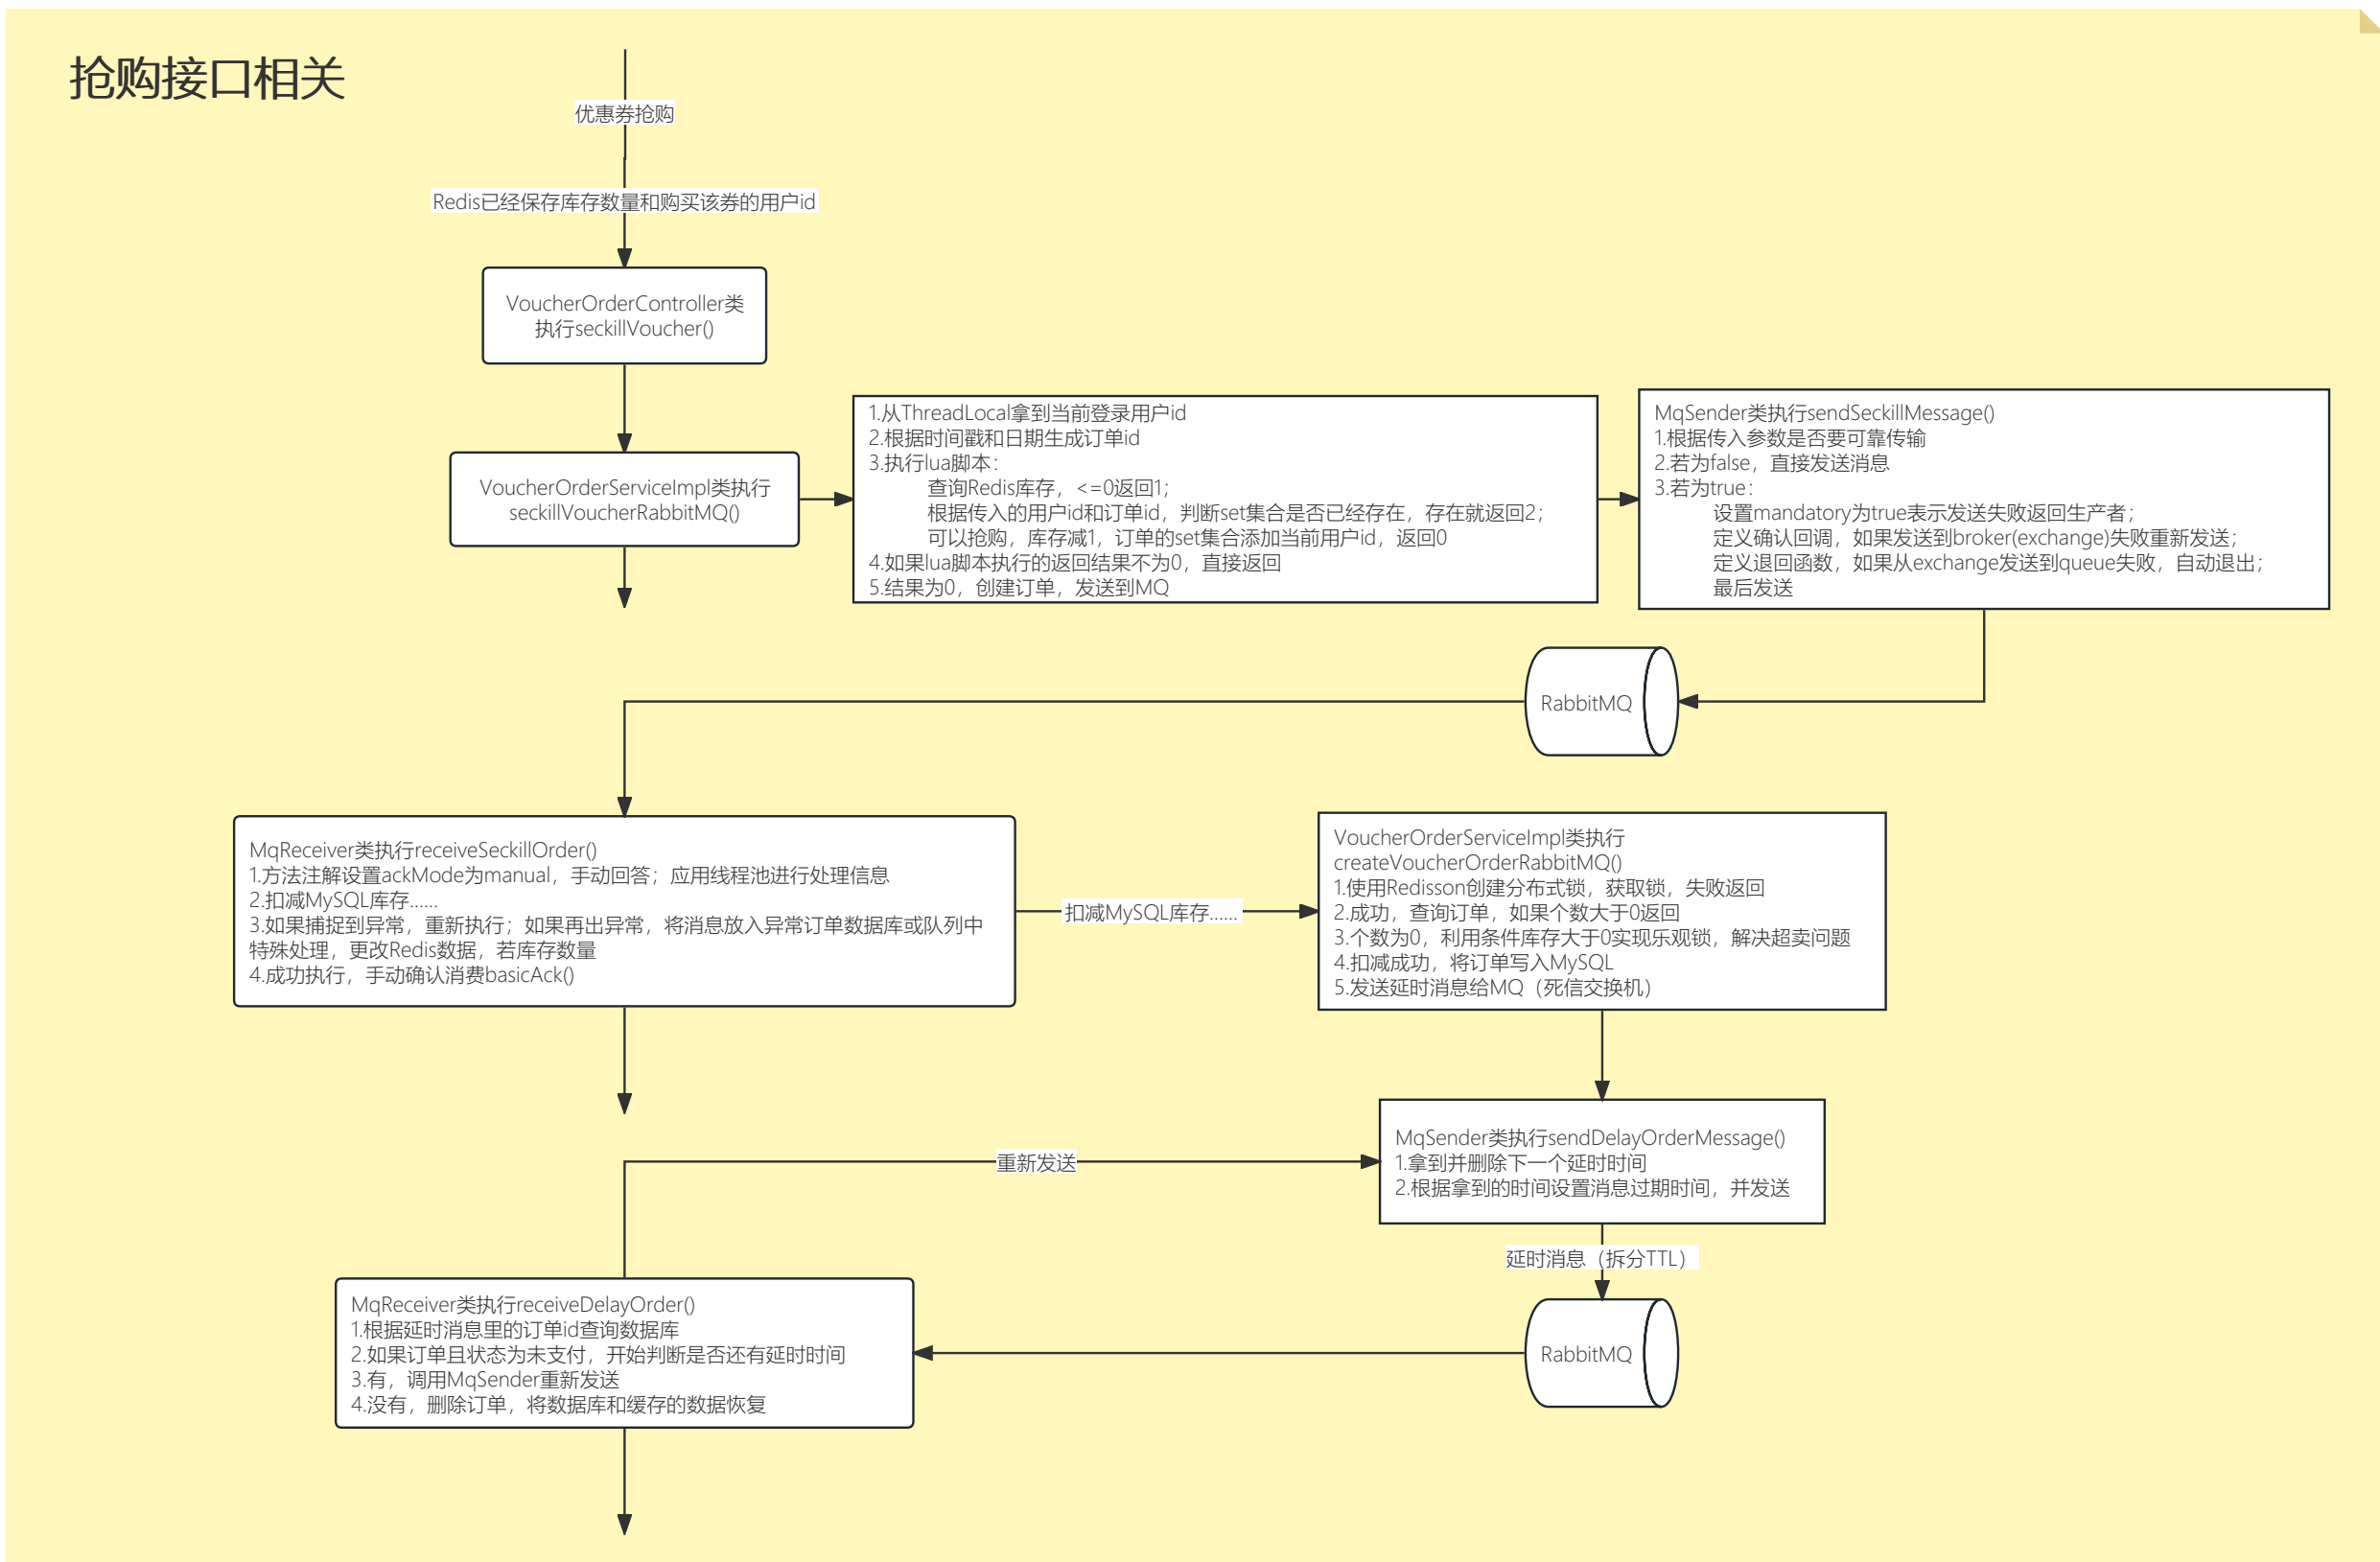 抢购接口相关
优惠券抢购
Redis已经保存库存数量和购买该券的用户id
VoucherOrderController类
执行seckillVoucher()
VoucherOrderServiceImpl类执行
seckillVoucherRabbitMQ()
1.从ThreadLocal拿到当前登录用户id
2.根据时间戳和日期生成订单id
3.执行lua脚本：
查询Redis库存，<=0返回1；
根据传入的用户id和订单id，判断set集合是否已经存在，存在就返回2；
可以抢购，库存减1，订单的set集合添加当前用户id，返回0
4.如果lua脚本执行的返回结果不为0，直接返回
5.结果为0，创建订单，发送到MQ
MqSender类执行sendSeckillMessage()
1.根据传入参数是否要可靠传输
2.若为false，直接发送消息
3.若为true：
设置mandatory为true表示发送失败返回生产者；
定义确认回调，如果发送到broker(exchange)失败重新发送；
定义退回函数，如果从exchange发送到queue失败，自动退出；
最后发送
RabbitMQ
MqReceiver类执行receiveSeckillOrder()
1.方法注解设置ackMode为manual，手动回答；应用线程池进行处理信息
2.扣减MySQL库存......
3.如果捕捉到异常，重新执行；如果再出异常，将消息放入异常订单数据库或队列中
特殊处理，更改Redis数据，若库存数量
4.成功执行，手动确认消费basicAck()
扣减MySQL库存......
VoucherOrderServiceImpl类执行
createVoucherOrderRabbitMQ()
1.使用Redisson创建分布式锁，获取锁，失败返回
2.成功，查询订单，如果个数大于0返回
3.个数为0，利用条件库存大于0实现乐观锁，解决超卖问题
4.扣减成功，将订单写入MySQL
5.发送延时消息给MQ（死信交换机）
重新发送
MqSender类执行sendDelayOrderMessage()
1.拿到并删除下一个延时时间
2.根据拿到的时间设置消息过期时间，并发送
延时消息（拆分TTL）
MqReceiver类执行receiveDelayOrder()
1.根据延时消息里的订单id查询数据库
2.如果订单且状态为未支付，开始判断是否还有延时时间
3.有，调用MqSender重新发送
4.没有，删除订单，将数据库和缓存的数据恢复
RabbitMQ